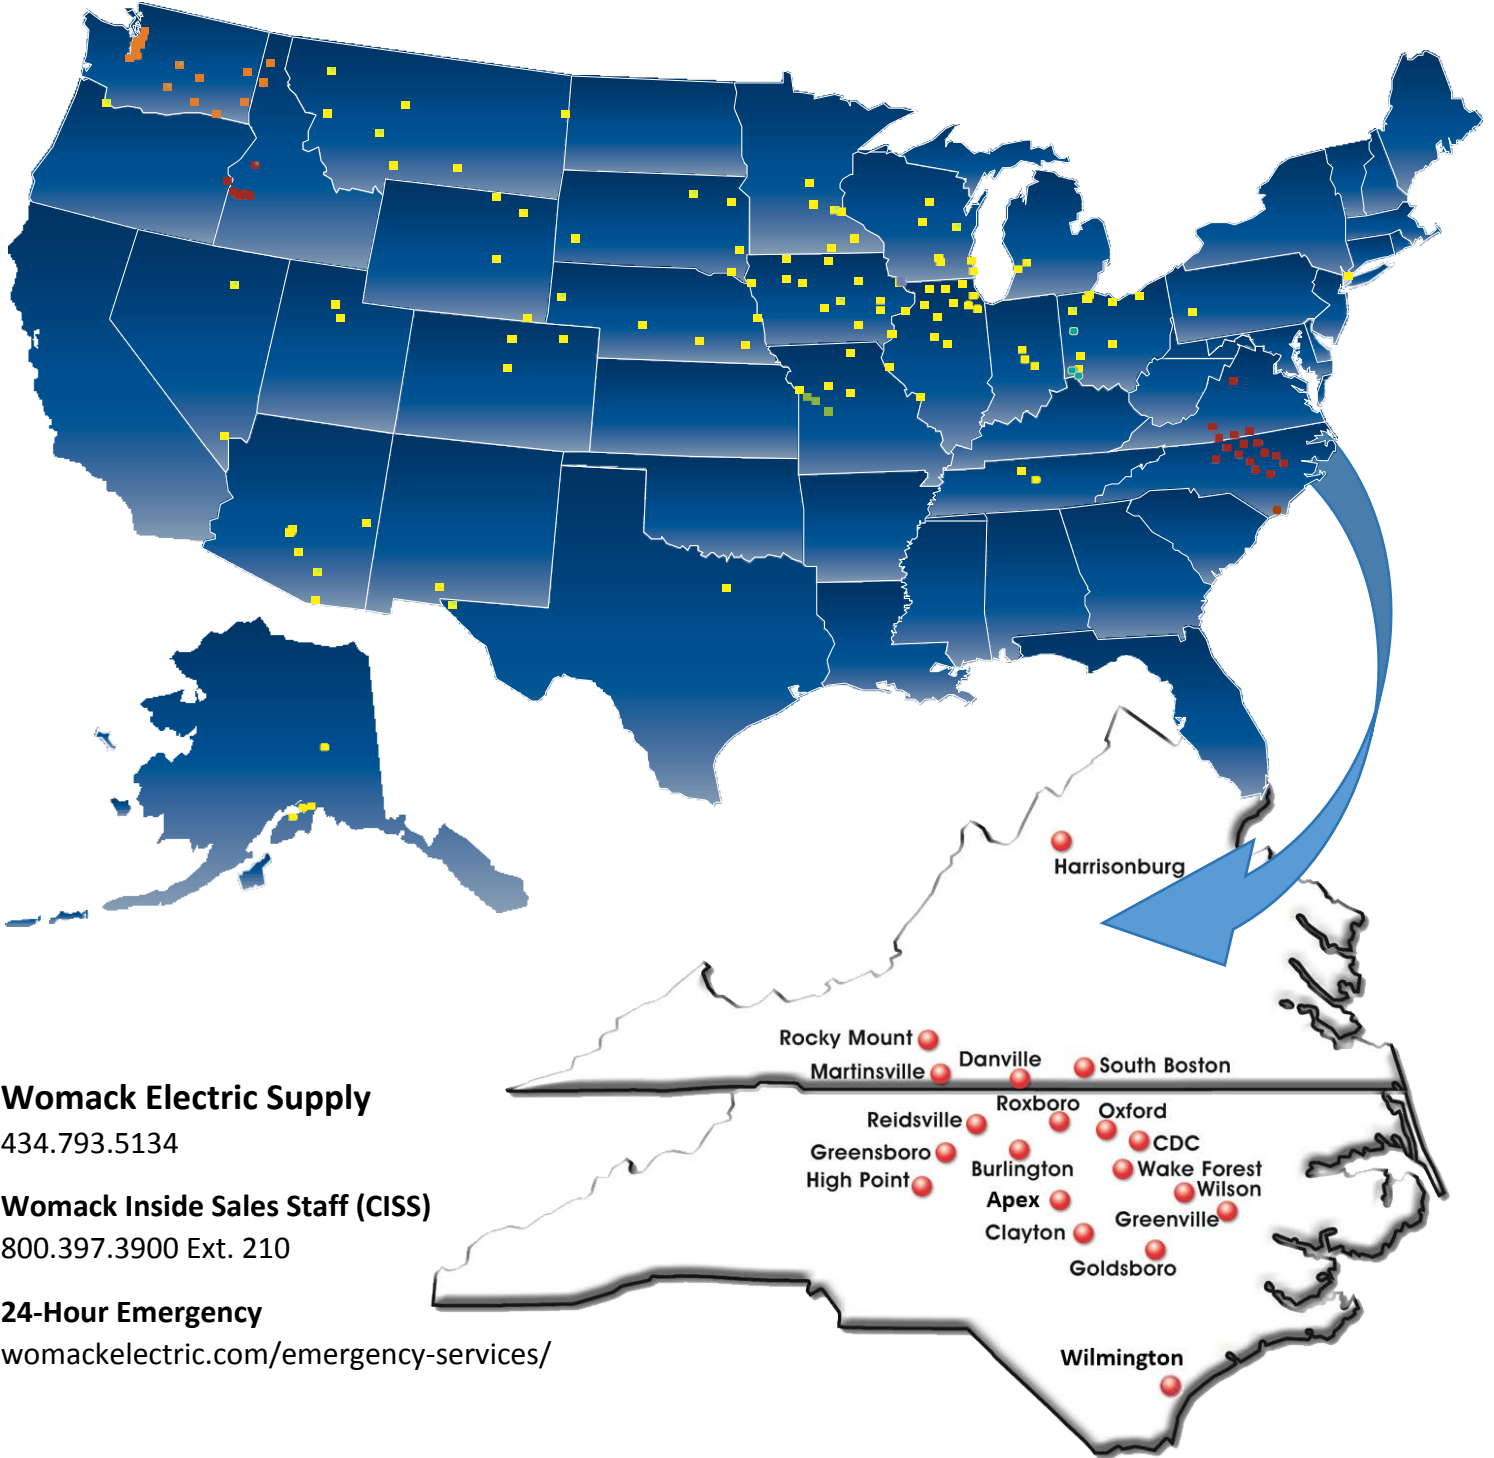 Harrisonburg
Rocky Mount
Danville
South Boston
Martinsville
Roxboro
Oxford
Reidsville
CDC
Greensboro
Burlington
Wake Forest
High Point
Wilson
Apex
Greenville
Clayton
Goldsboro
Wilmington
Womack Electric Supply
434.793.5134
Womack Inside Sales Staff (CISS)
800.397.3900 Ext. 210
24-Hour Emergency
womackelectric.com/emergency-services/